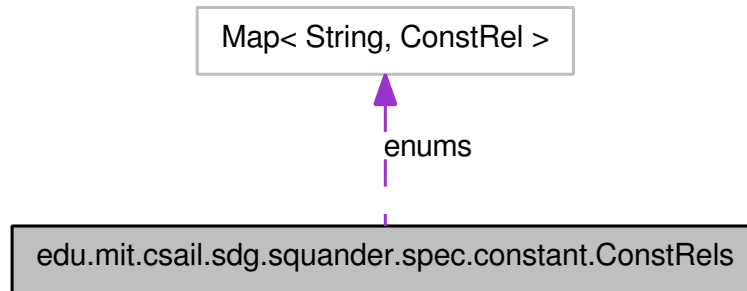 Map< String, ConstRel >
enums
edu.mit.csail.sdg.squander.spec.constant.ConstRels